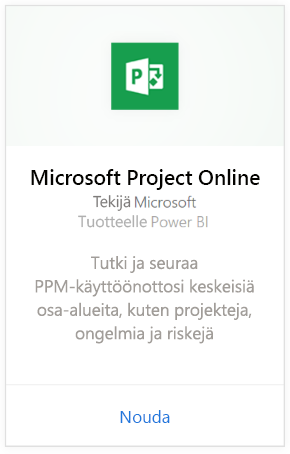 Microsoft Project Online
Tekijä Microsoft
Tuotteelle Power BI
Tutki ja seuraa
PPM-käyttöönottosi keskeisiä
osa-alueita, kuten projekteja,
ongelmia ja riskejä
Nouda